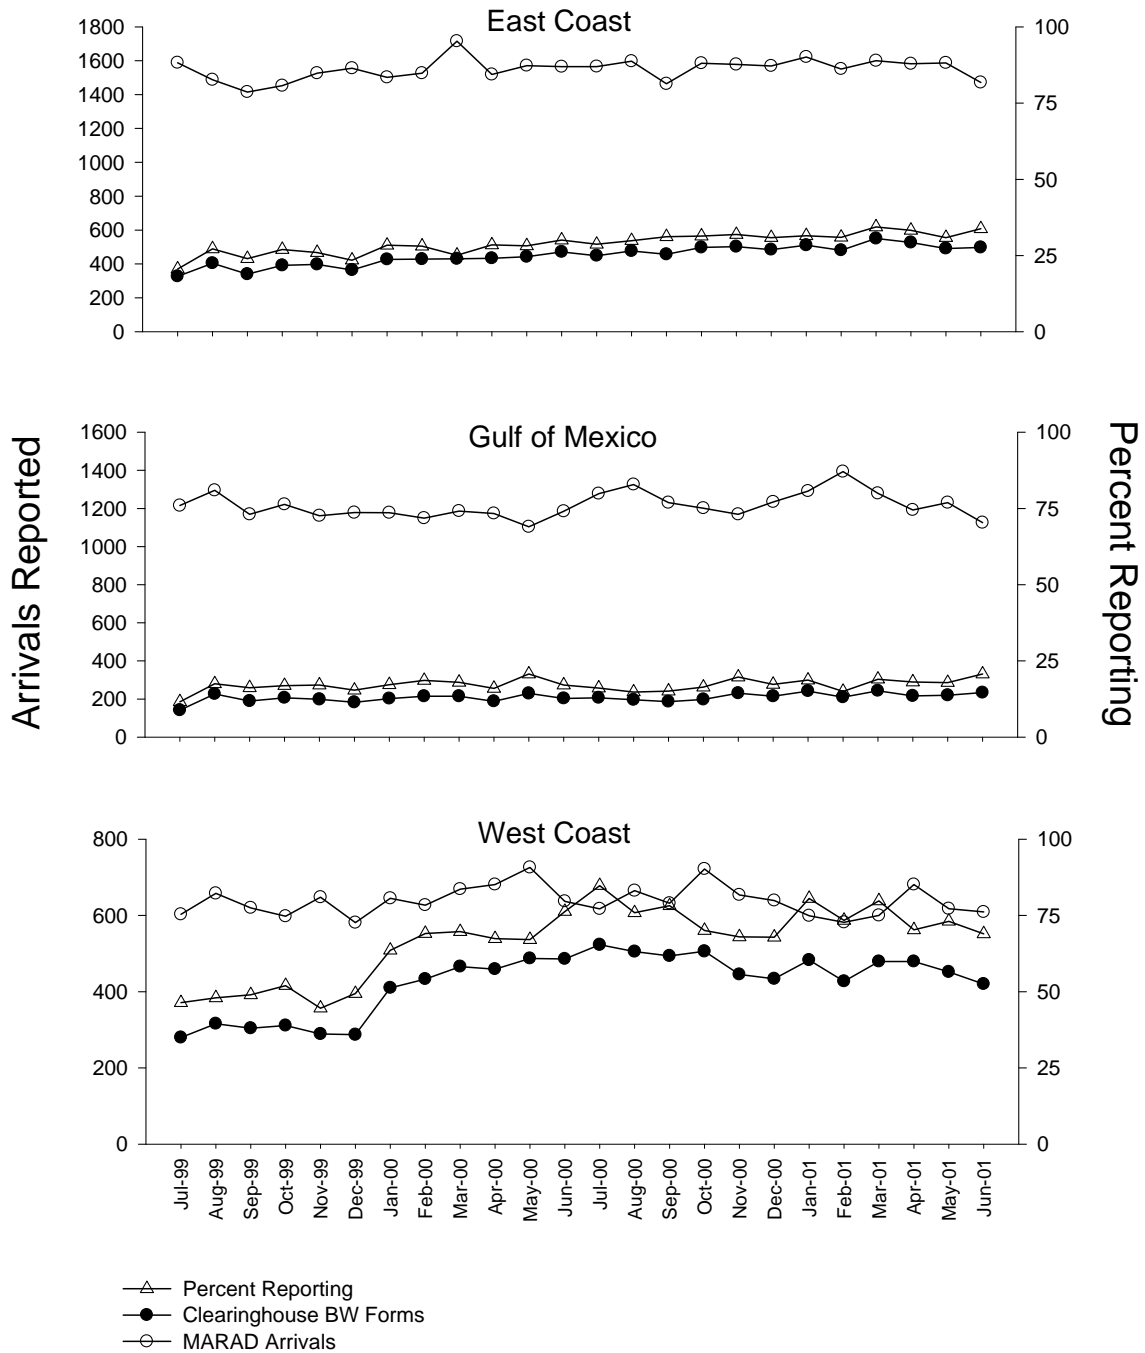 East Coast
1800
1600
1400
1200
1000
800
600
400
200
0
100
75
50
25
0
Gulf of Mexico
1600
1400
1200
1000
800
600
400
200
0
100
75
50
25
0
Arrivals Reported
Percent Reporting
West Coast
800
600
400
200
0
100
75
50
25
0
Jul-99
Aug-99
Sep-99
Oct-99
Nov-99
Dec-99
Jan-00
Feb-00
Mar-00
Apr-00
May-00
Jun-00
Jul-00
Aug-00
Sep-00
Oct-00
Nov-00
Dec-00
Jan-01
Feb-01
Mar-01
Apr-01
May-01
Jun-01
Percent Reporting
Clearinghouse BW Forms
MARAD Arrivals